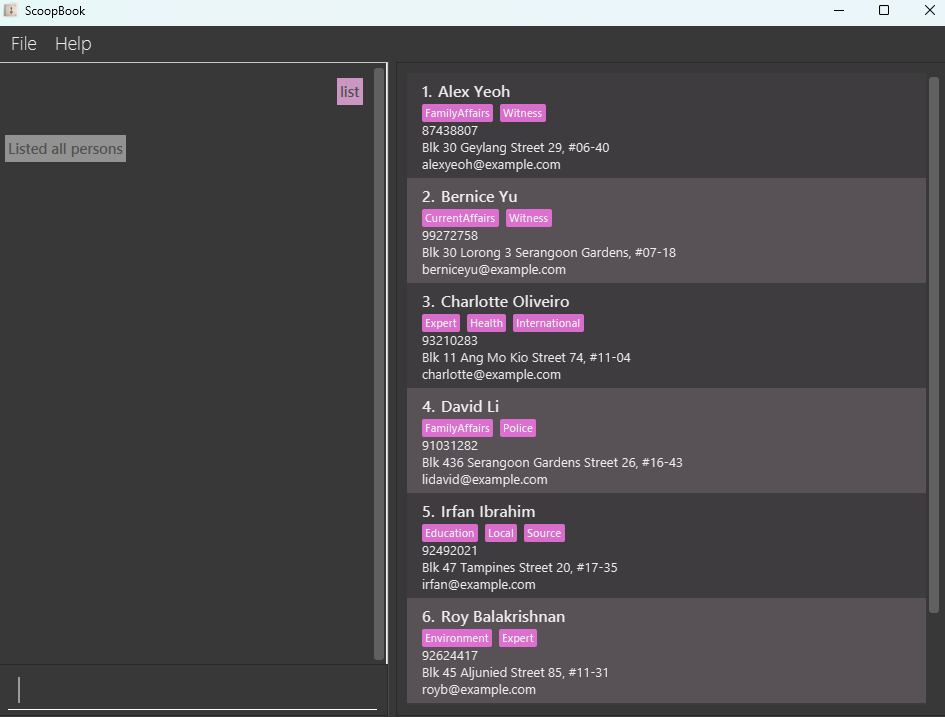 ScoopBook
File Help
list
Listed all persons
1. Alex Yeoh
FamilyAffairs Witness
87438807
Blk 30 Geylang Street 29, #06-40
alexyeoh@example.com
2. Bernice Yu
CurrentAffairs Witness
99272758
Blk 30 Lorong 3 Serangoon Gardens, #07-18
berniceyu@example.com
3. Charlotte Oliveiro
Expert Health International
93210283
Blk 11 Ang Mo Kio Street 74, #11-04
charlotte@example.com
4. David Li
FamilyAffairs Police
91031282
Blk 436 Serangoon Gardens Street 26, #16-43
lidavid@example.com
5. Irfan Ibrahim
Education Local Source
92492021
Blk 47 Tampines Street 20, #17-35
irfan@example.com
6. Roy Balakrishnan
Environment Expert
92624417
Blk 45 Aljunied Street 85, #11-31
royb@example.com